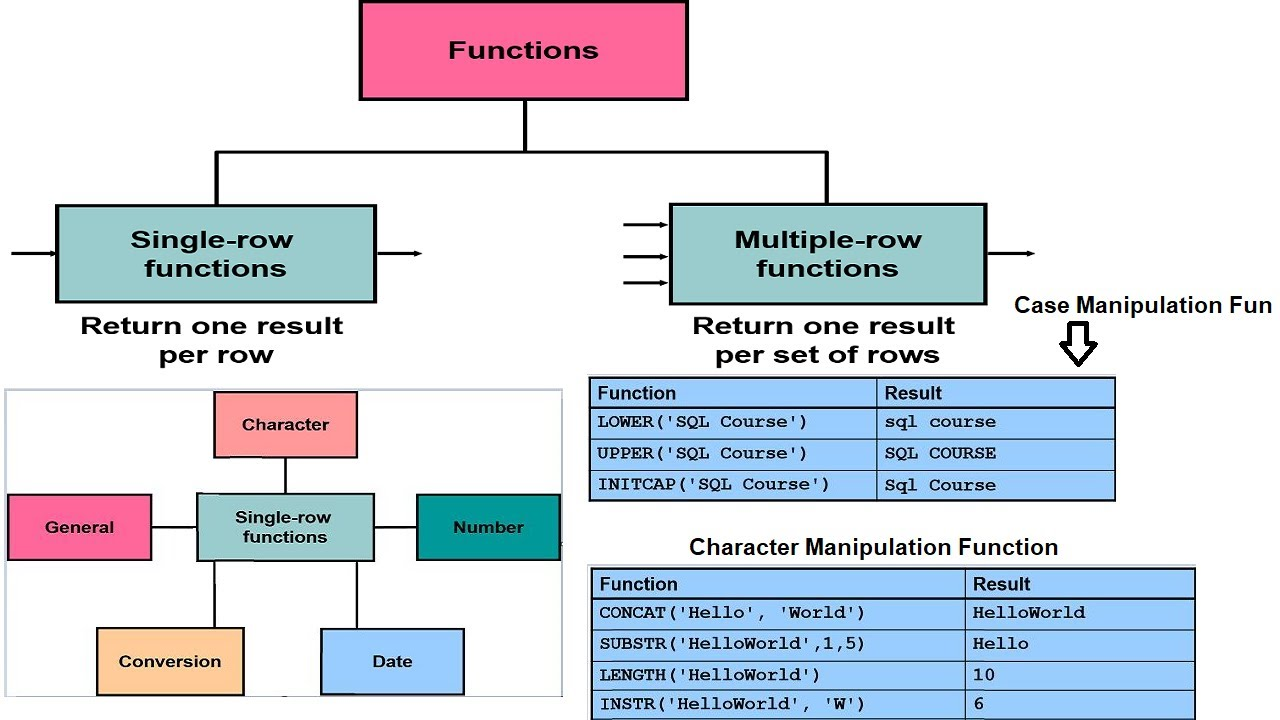 Functions
Single-row
functions
Multiple-row
functions
Return one result
per row
Return one result
per set of rows
Case Manipulation Fun
Character
General
Single-row
functions
Number
Conversion
Date
Function Result
LOWER('SQL Course') sql course
UPPER('SQL Course') SQL COURSE
INITCAP('SQL Course') Sql Course
Character Manipulation Function
Function Result
CONCAT('Hello', 'World') HelloWorld
SUBSTR('HelloWorld',1,5) Hello
LENGTH('HelloWorld') 10
INSTR('HelloWorld', 'W') 6